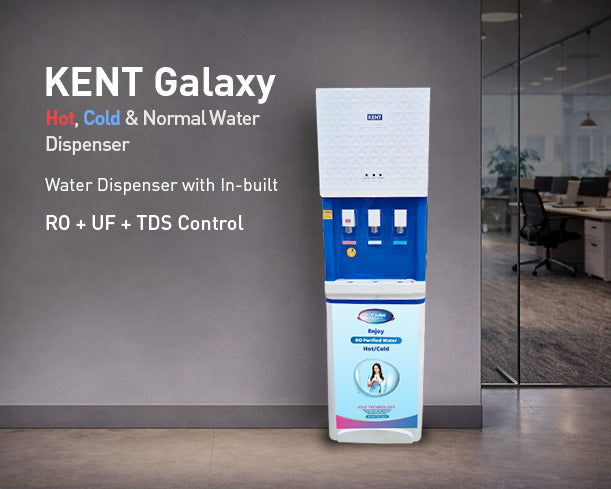 KENT Galaxy
Hot, Cold & Normal Water
Dispenser
Water Dispenser with In-built
RO + UF + TDS Control
KENT
Enjoy
RO Purified Water
Hot/Cold